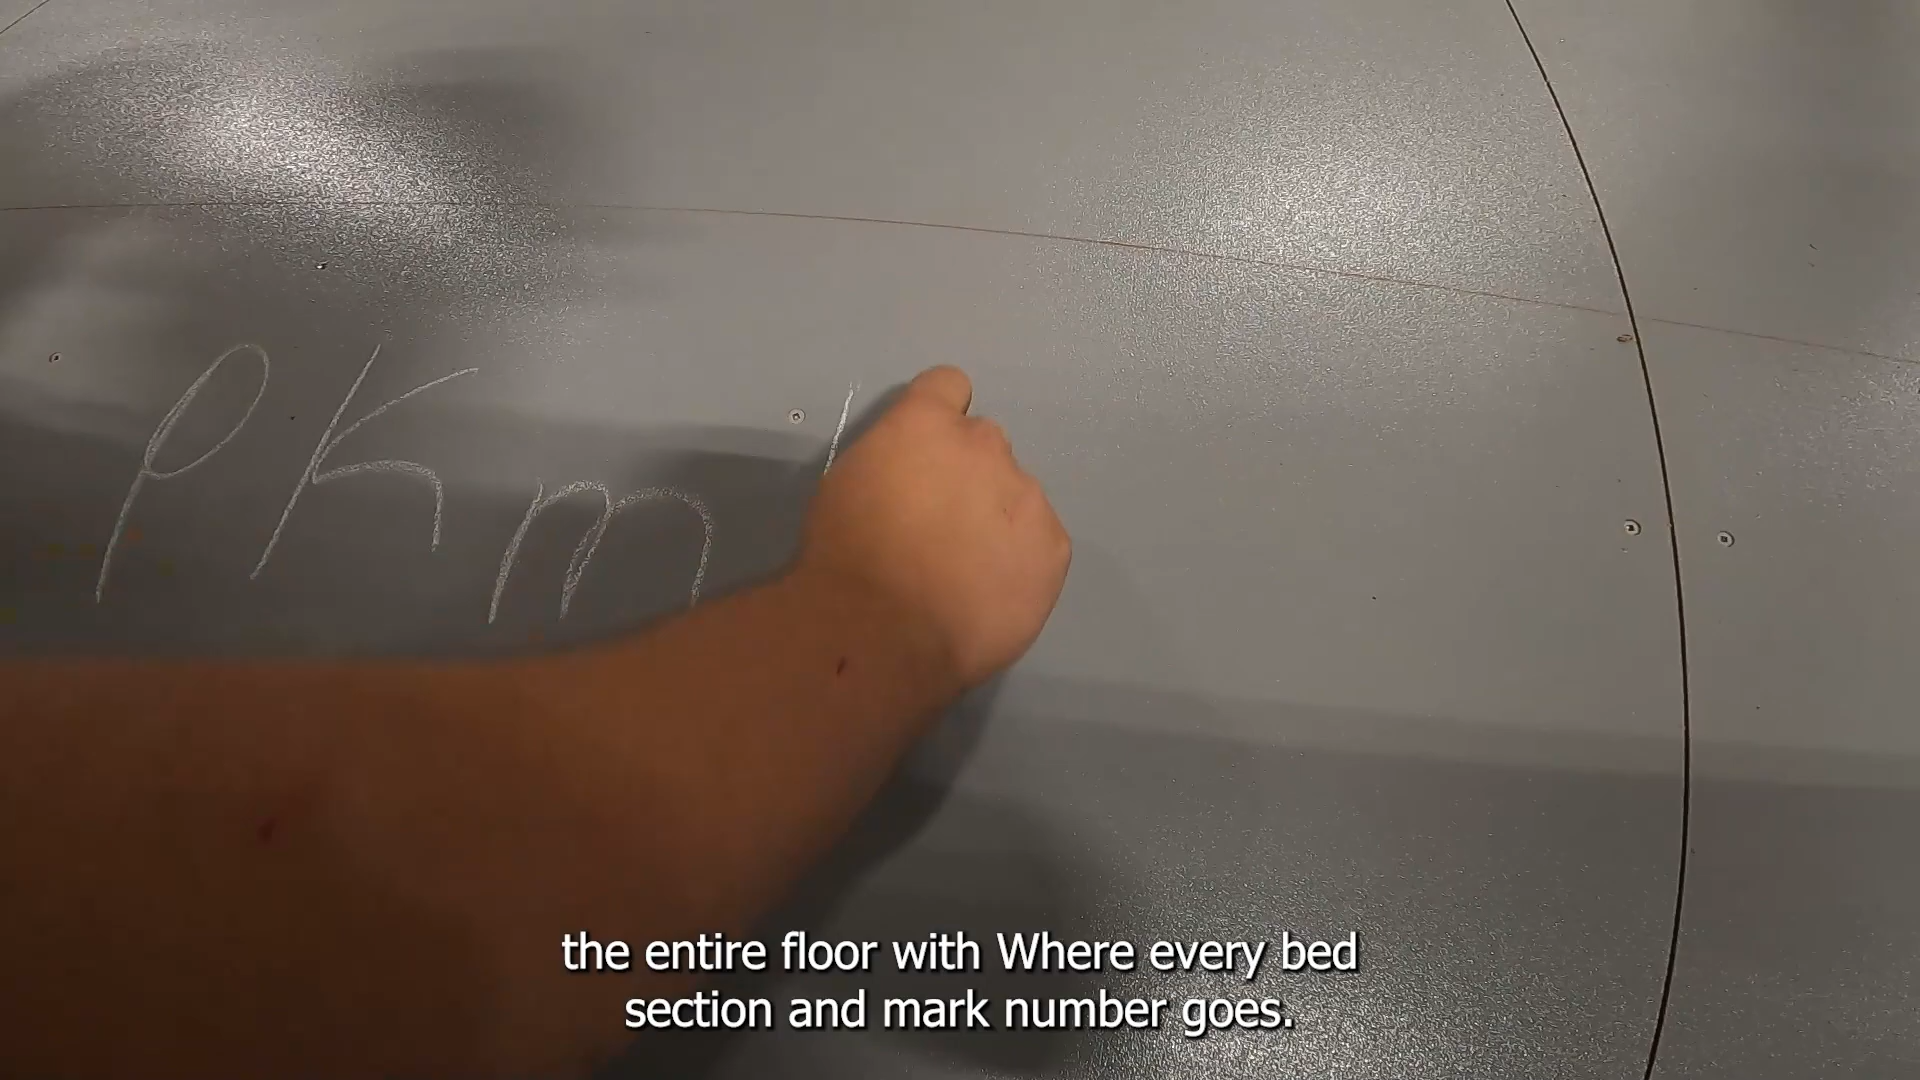 PKm
the entire floor with Where every bed
section and mark number goes.